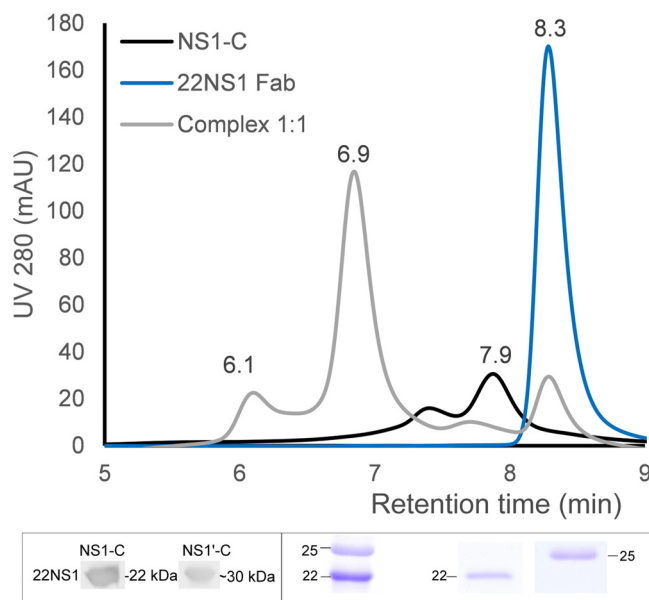 180
160
140
120
100
80
60
40
20
0
UV 280 (mAU)
NS1-C
22NS1 Fab
Complex 1:1
6.1
6.9
7.9
8.3
5 6 7 8 9
Retention time (min)
NS1-C NS1'-C
22NS1 -22 kDa ~30 kDa
25 -25
22 22